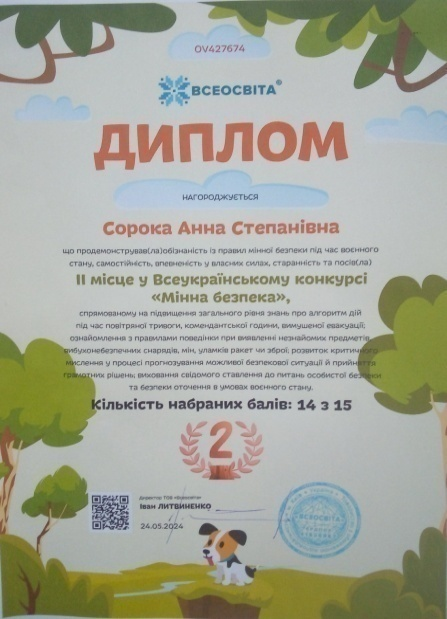 OV427674
ВСЕОСВІТА®
ДИПЛОМ
НАГОРОДЖУЄТЬСЯ
Сорока Анна Степанівна
що продемонстрував(ла)обізнаність із правил мінної безпеки під час воєнного
стану, самостійність, впевненість у власних силах, старанність та посів(ла)
II місце у Всеукраїнському конкурсі
«Мінна безпека»,
спрямованому на підвищення загального рівня знань про алгоритм дій
під час повітряної тривоги, комендантської години, вимушеної евакуації;
ознайомлення з правилами поведінки при виявленні незнайомих предметів,
вибухонебезпечних снарядів, мін, уламків ракет чи зброї; розвиток критичного
мислення у процесі прогнозування можливої безпекової ситуації й прийняття
грамотних рішень; виховання свідомого ставлення до питань особистої безпеки
та безпеки оточення в умовах воєнного стану.
Кількість набраних балів: 14 з 15
2
Директор ТОВ «Всеосвіта»
Іван ЛИТВИНЕНКО
24.05.2024
ВСЕОСВІТА